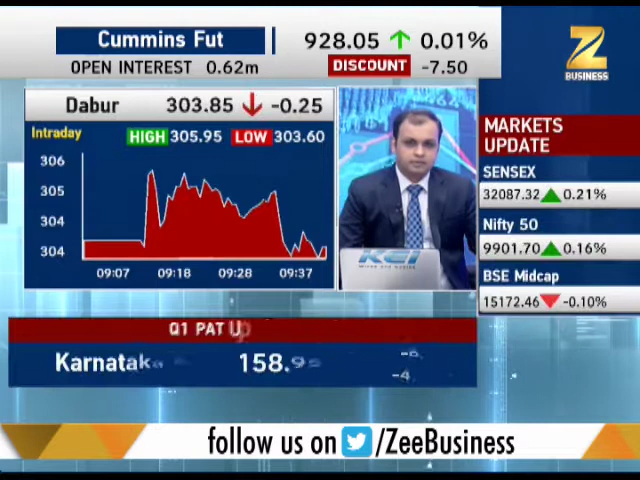 Cummins Fut
928.05 0.01%
OPEN INTEREST 0.62m
DISCOUNT -7.50
Z
BUSINESS
Dabur 303.85 -0.25
Intraday
HIGH 305.95 LOW 303.60
306
305
304
304
09:07 09:18 09:28 09:37
KCI
MARKETS
UPDATE
SENSEX
32087.32 0.21%
Nifty 50
9901.70 0.16%
BSE Midcap
15172.46 -0.10%
Q1 PAT Up
Karnataka 158.95
follow us on /ZeeBusiness